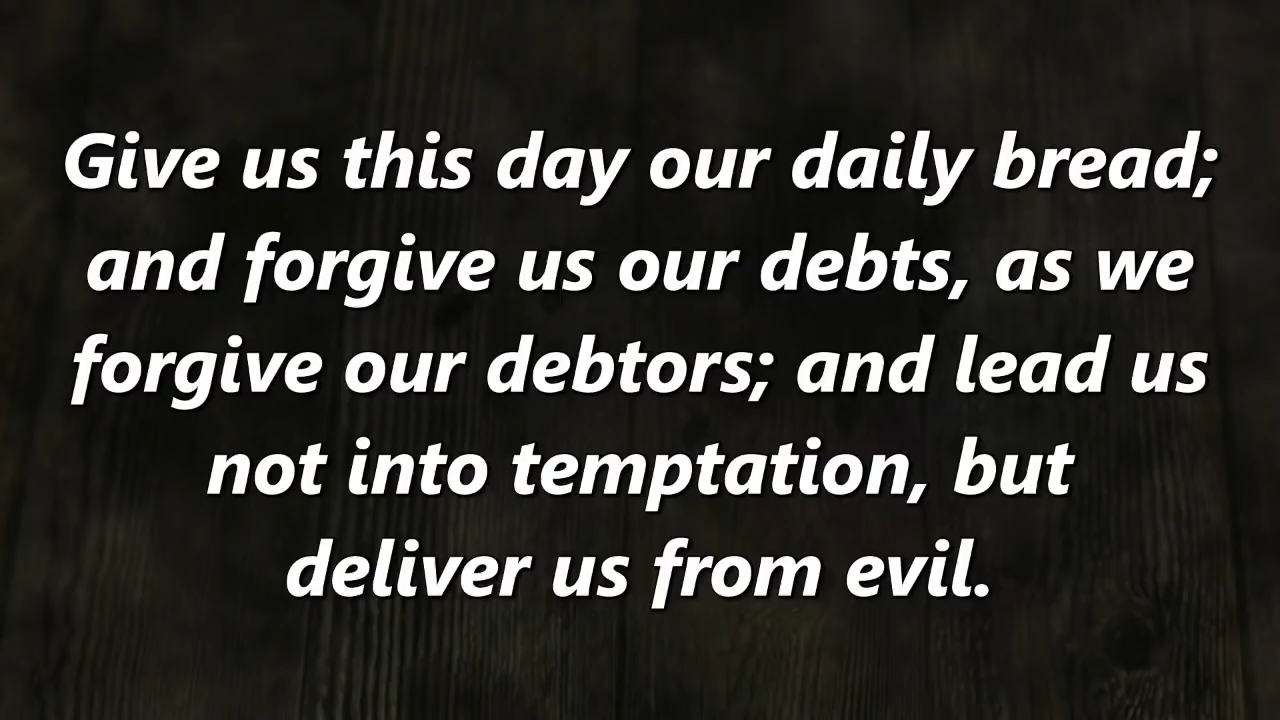 Give us this day our daily bread;
and forgive us our debts, as we
forgive our debtors; and lead us
not into temptation, but
deliver us from evil.